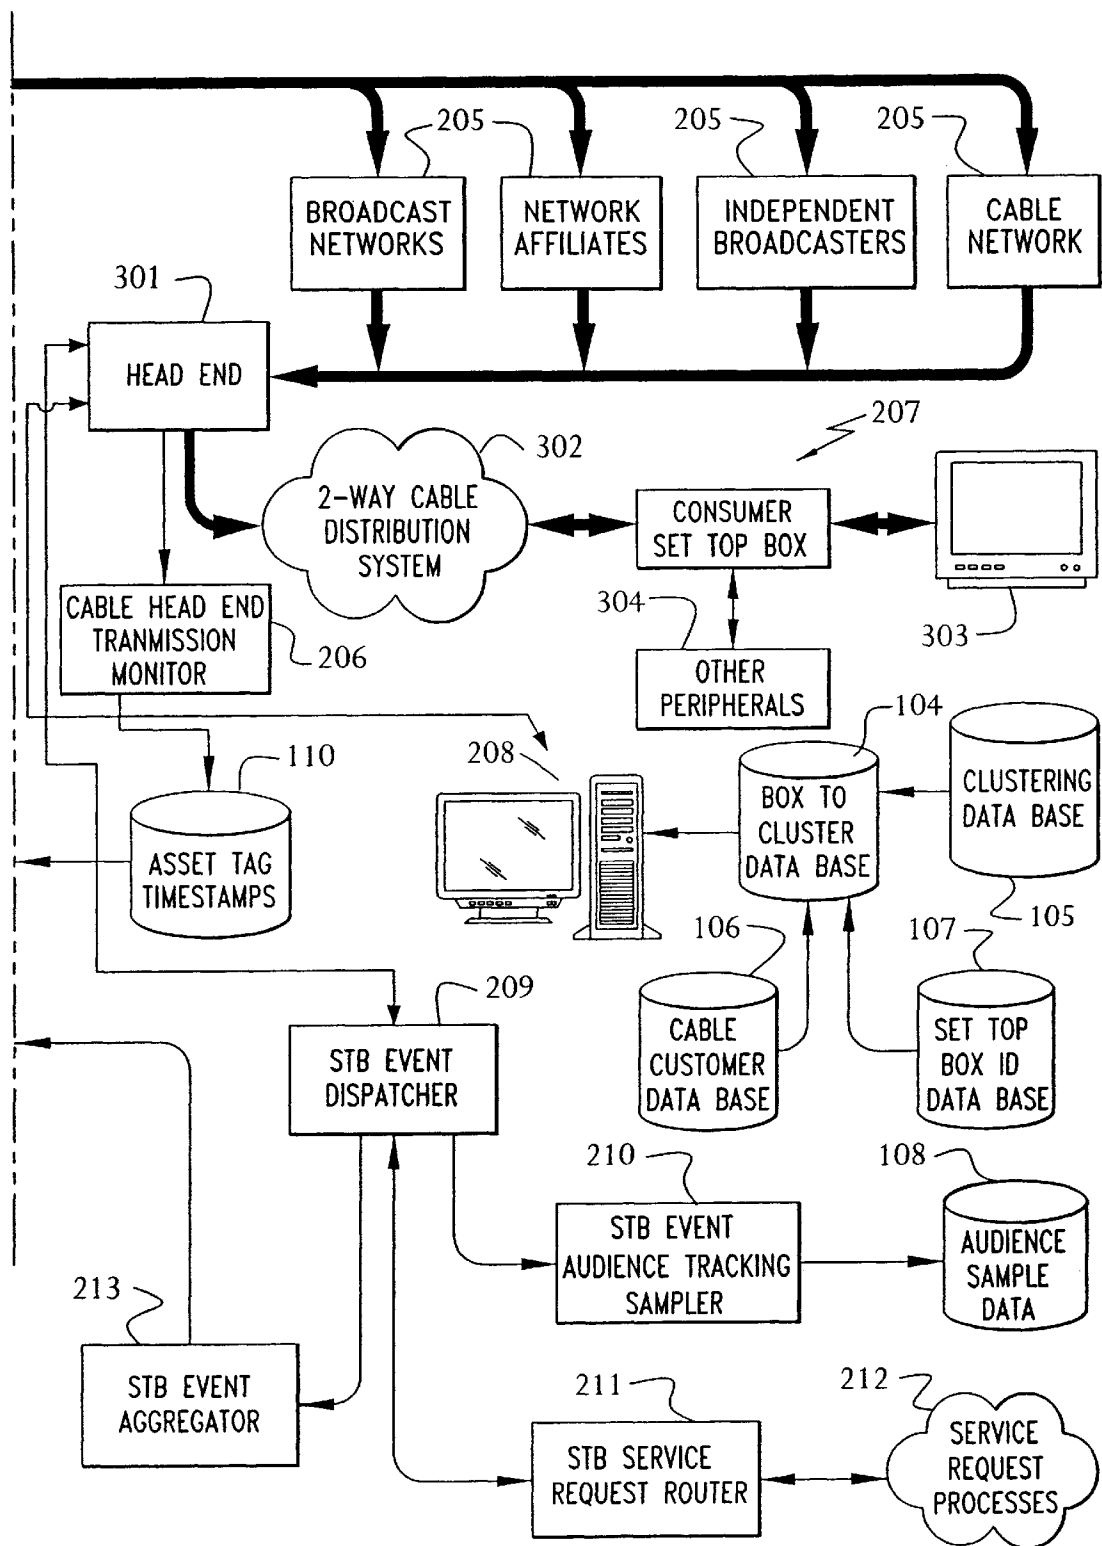 205
205
205
BROADCAST
NETWORKS
NETWORK
AFFILIATES
INDEPENDENT
BROADCASTERS
CABLE
NETWORK
301
HEAD END
207
302
2-WAY CABLE
DISTRIBUTION
SYSTEM
CONSUMER
SET TOP BOX
303
304
OTHER
PERIPHERALS
CABLE HEAD END
TRANMISSION
MONITOR
206
110
ASSET TAG
TIMESTAMPS
208
104
BOX TO
CLUSTER
DATA BASE
CLUSTERING
DATA BASE
105
106
CABLE
CUSTOMER
DATA BASE
107
SET TOP
BOX ID
DATA BASE
209
STB EVENT
DISPATCHER
210
STB EVENT
AUDIENCE TRACKING
SAMPLER
108
AUDIENCE
SAMPLE
DATA
213
STB EVENT
AGGREGATOR
211
STB SERVICE
REQUEST ROUTER
212
SERVICE
REQUEST
PROCESSES